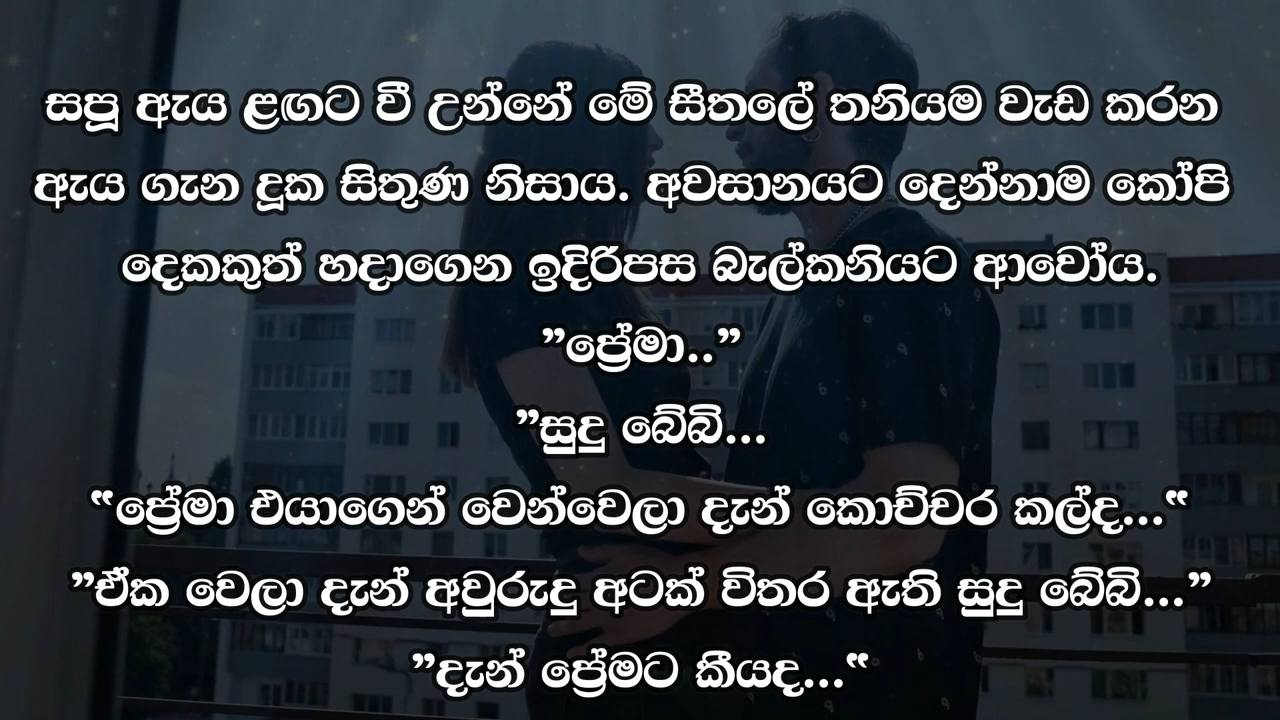 සපූ ඇය ළඟට වී උන්නේ මේ සීතලේ තනියම වැඩ කරන
ඇය ගැන දූක සිතුණ නිසාය. අවසානයට දෙන්නාම කෝපි
දෙකකුත් හදාගෙන ඉදිරිපස බැල්කනියට ආවෝය.
”ප්‍රේමා..”
”සුදු බේබි...
“ප්‍රේමා එයාගෙන් වෙන්වෙලා දැන් කොච්චර කල්ද...“
”ඒක වෙලා දැන් අවුරුදු අටක් විතර ඇති සුදු බේබි...”
”දැන් ප්‍රේමට කීයද...“